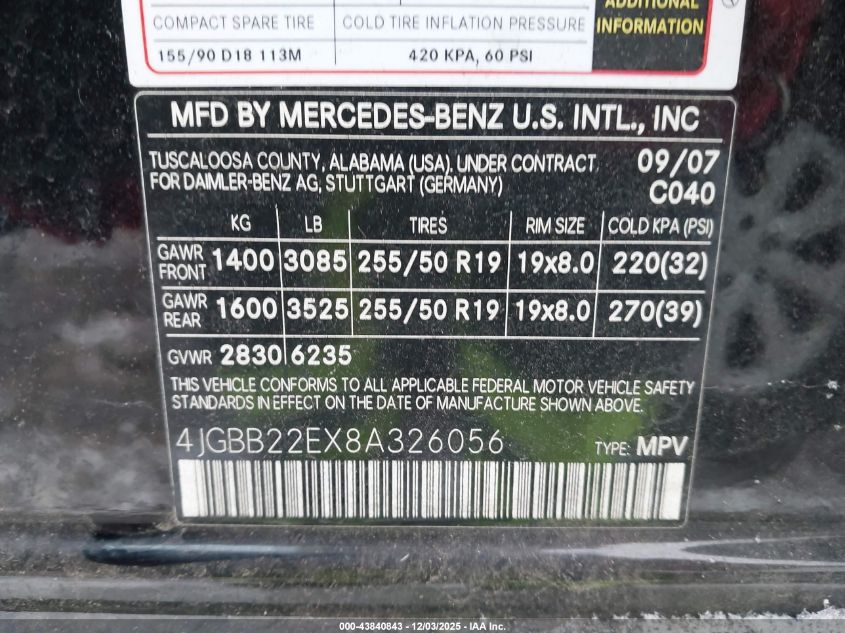 ADDITIONAL
INFORMATION
COMPACT SPARE TIRE COLD TIRE INFLATION PRESSURE
155/90 D18 113M 420 KPA, 60 PSI
MFD BY MERCEDES-BENZ U.S. INTL., INC
TUSCALOOSA COUNTY, ALABAMA (USA), UNDER CONTRACT 09/07
FOR DAIMLER-BENZ AG, STUTTGART (GERMANY) C040
KG LB TIRES RIM SIZE COLD KPA (PSI)
GAWR FRONT 1400 3085 255/50 R19 19x8.0 220(32)
GAWR REAR 1600 3525 255/50 R19 19x8.0 270(39)
GVWR 2830 6235
THIS VEHICLE CONFORMS TO ALL APPLICABLE FEDERAL MOTOR VEHICLE SAFETY
STANDARDS IN EFFECT ON THE DATE OF MANUFACTURE SHOWN ABOVE.
4JGBB22EX8A326056 TYPE: MPV
000-43840843 - 12/03/2025 - IAA Inc.